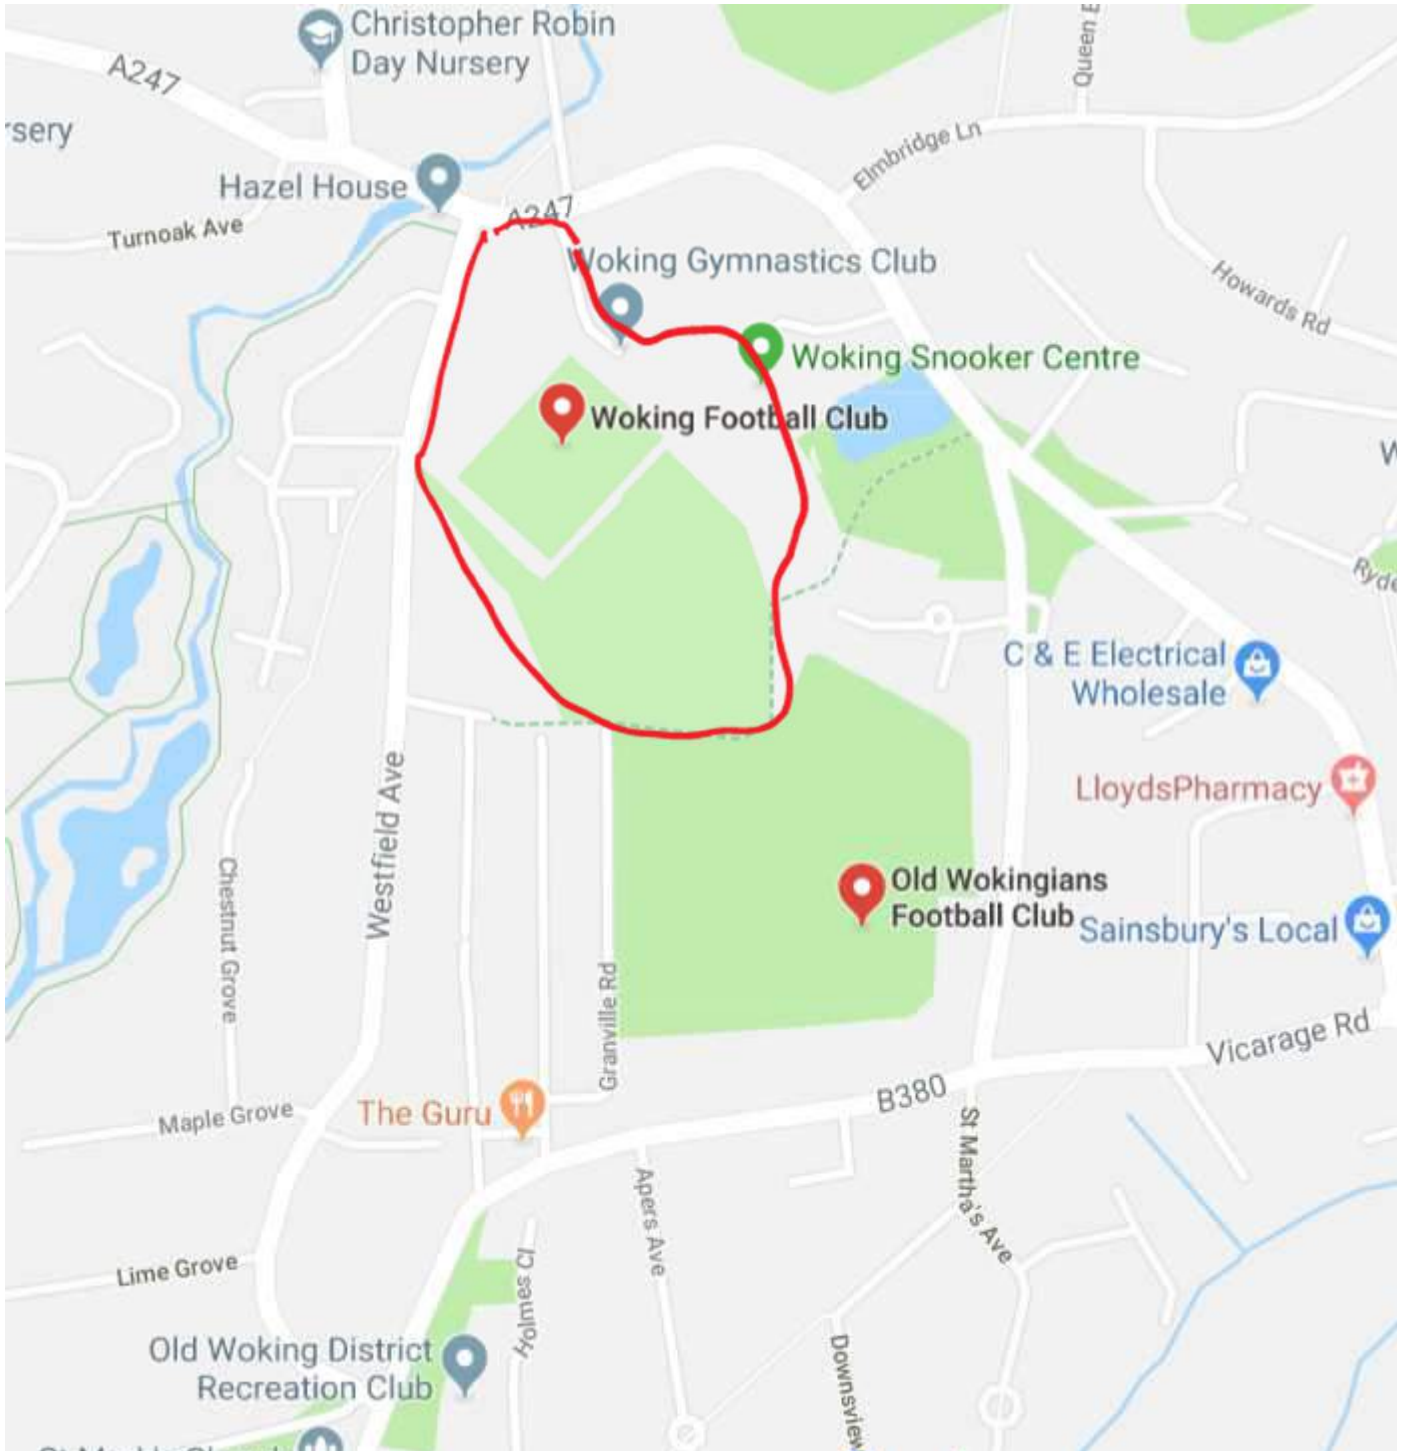 Christopher Robin
Day Nursery
A247
Queen E
rsery
Elmbridge Ln
Hazel House
A247
Turnoak Ave
Woking Gymnastics Club
Howards Rd
Woking Snooker Centre
Woking Football Club
W
Ryde
C & E Electrical
Wholesale
LloydsPharmacy
Westfield Ave
Chestnut Grove
Old Wokingians
Football Club
Sainsbury's Local
Granville Rd
Vicarage Rd
B380
Maple Grove
The Guru
St Martha's Ave
Apers Ave
Lime Grove
Holmes Cl
Old Woking District
Recreation Club
Downsview